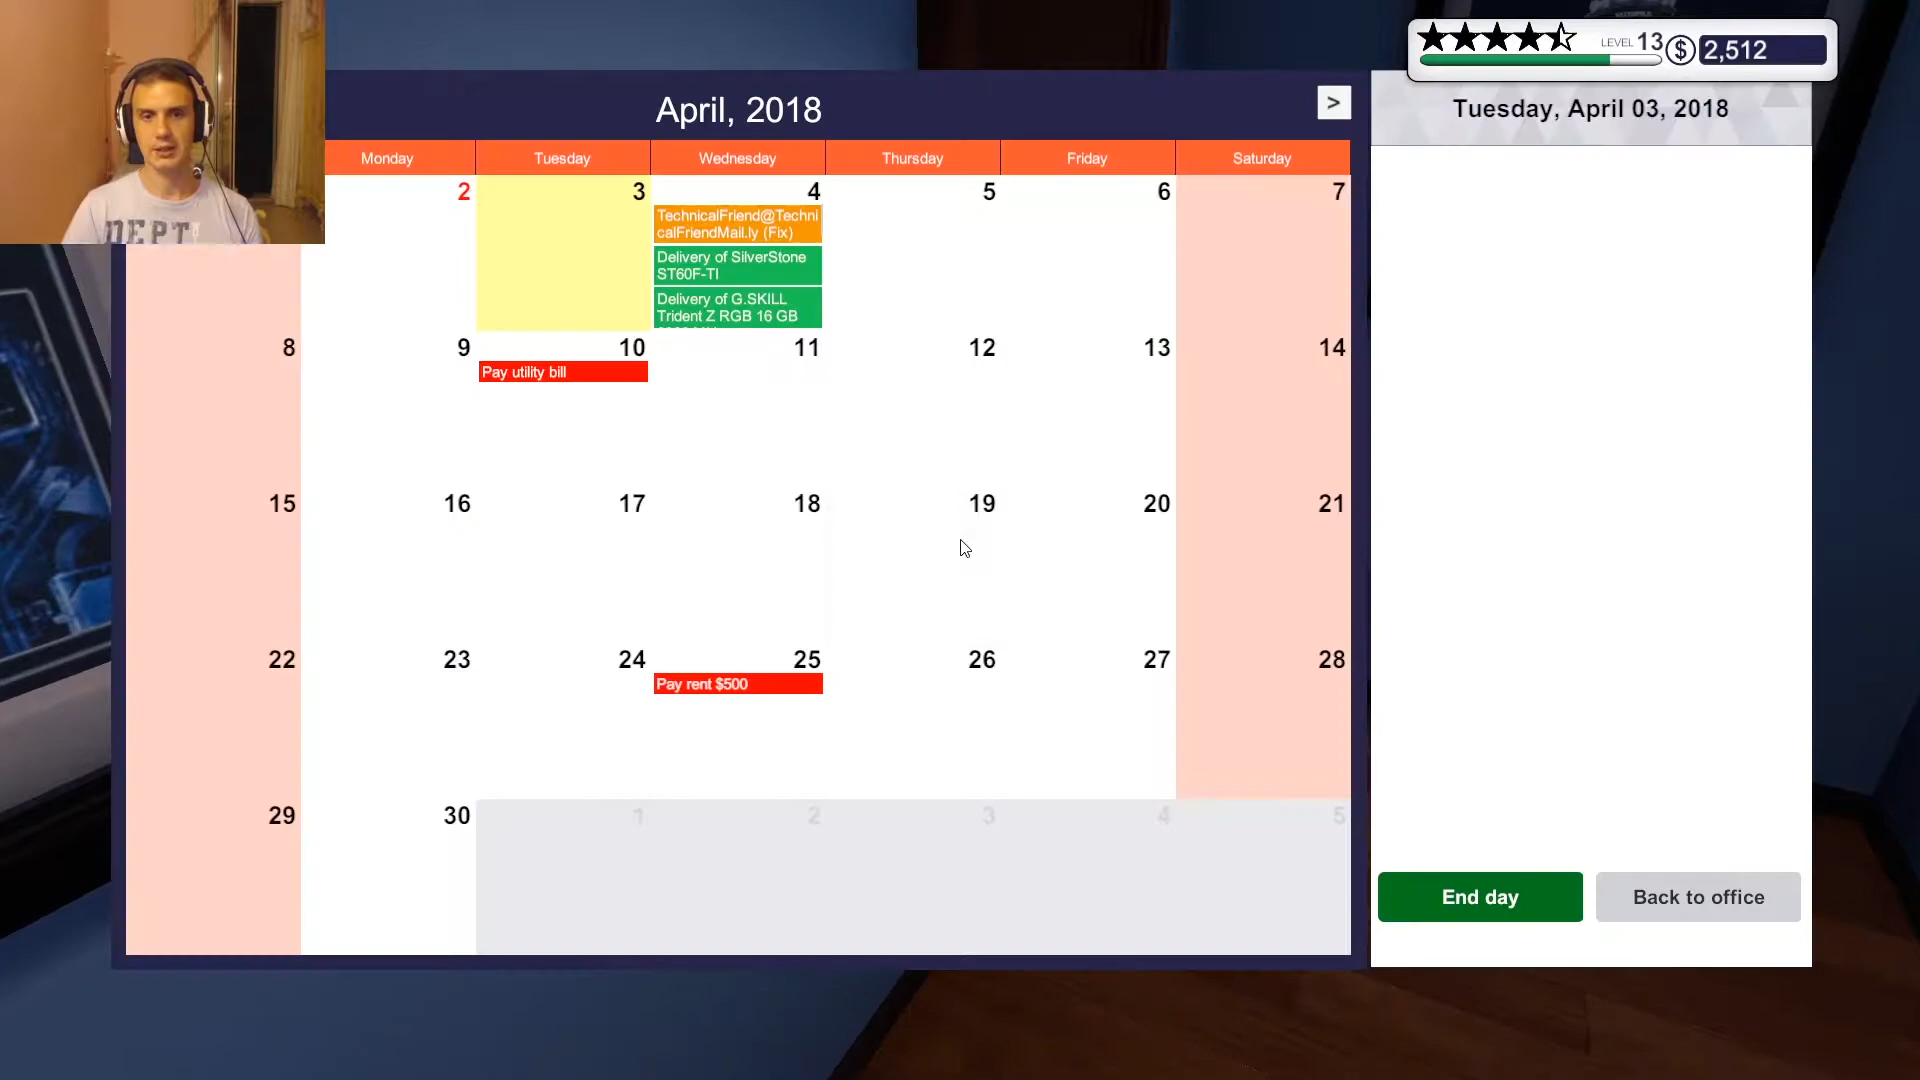 LEVEL 13
$ 2,512
April, 2018
>
Tuesday, April 03, 2018
Monday Tuesday Wednesday Thursday Friday Saturday
2 3 4 5 6 7
TechnicalFriend@Techni
calFriendMail.ly (Fix)
Delivery of SilverStone
ST60F-TI
Delivery of G.SKILL
Trident Z RGB 16 GB
8 9 10 11 12 13 14
Pay utility bill
15 16 17 18 19 20 21
22 23 24 25 26 27 28
Pay rent $500
29 30 1 2 3 4 5
End day
Back to office
DEPT